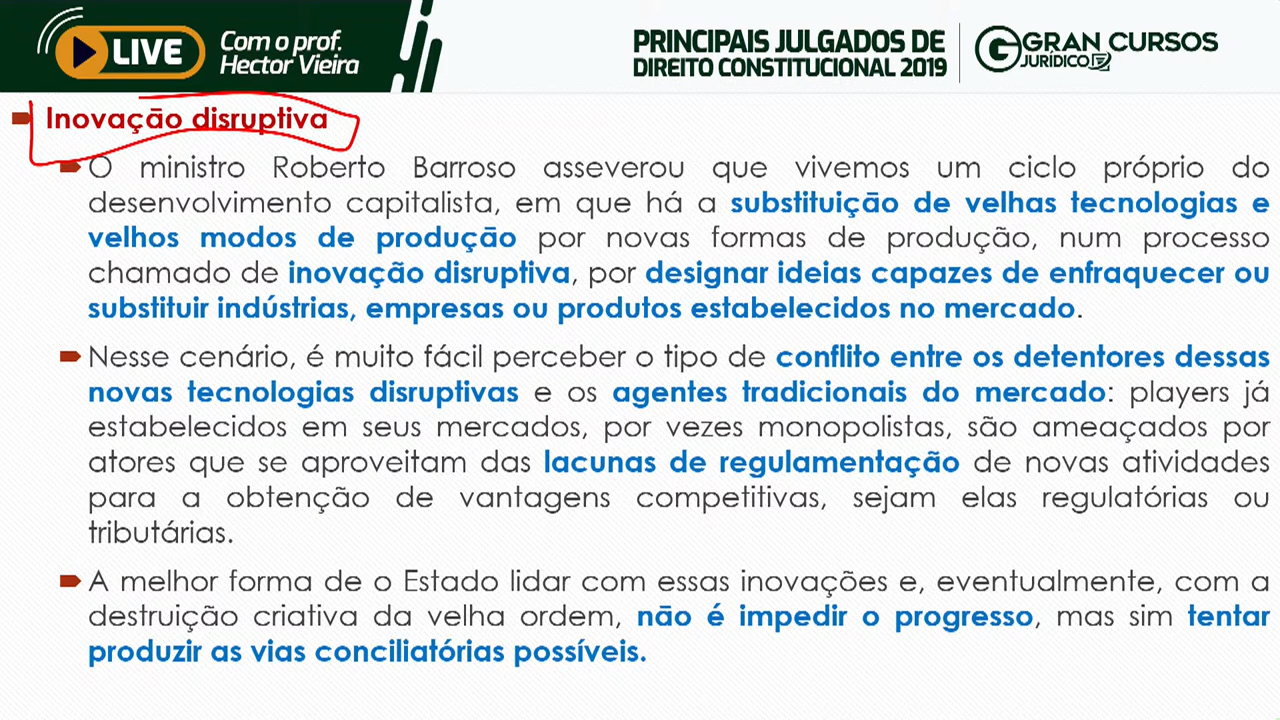 LIVE
Com o prof.
Hector Vieira
PRINCIPAIS JULGADOS DE
DIREITO CONSTITUCIONAL 2019
G GRAN CURSOS
JURÍDICO
Inovação disruptiva
O ministro Roberto Barroso asseverou que vivemos um ciclo próprio do
desenvolvimento capitalista, em que há a substituição de velhas tecnologias e
velhos modos de produção por novas formas de produção, num processo
chamado de inovação disruptiva, por designar ideias capazes de enfraquecer ou
substituir indústrias, empresas ou produtos estabelecidos no mercado.
Nesse cenário, é muito fácil perceber o tipo de conflito entre os detentores dessas
novas tecnologias disruptivas e os agentes tradicionais do mercado: players já
estabelecidos em seus mercados, por vezes monopolistas, são ameaçados por
atores que se aproveitam das lacunas de regulamentação de novas atividades
para a obtenção de vantagens competitivas, sejam elas regulatórias ou
tributárias.
A melhor forma de o Estado lidar com essas inovações e, eventualmente, com a
destruição criativa da velha ordem, não é impedir o progresso, mas sim tentar
produzir as vias conciliatórias possíveis.